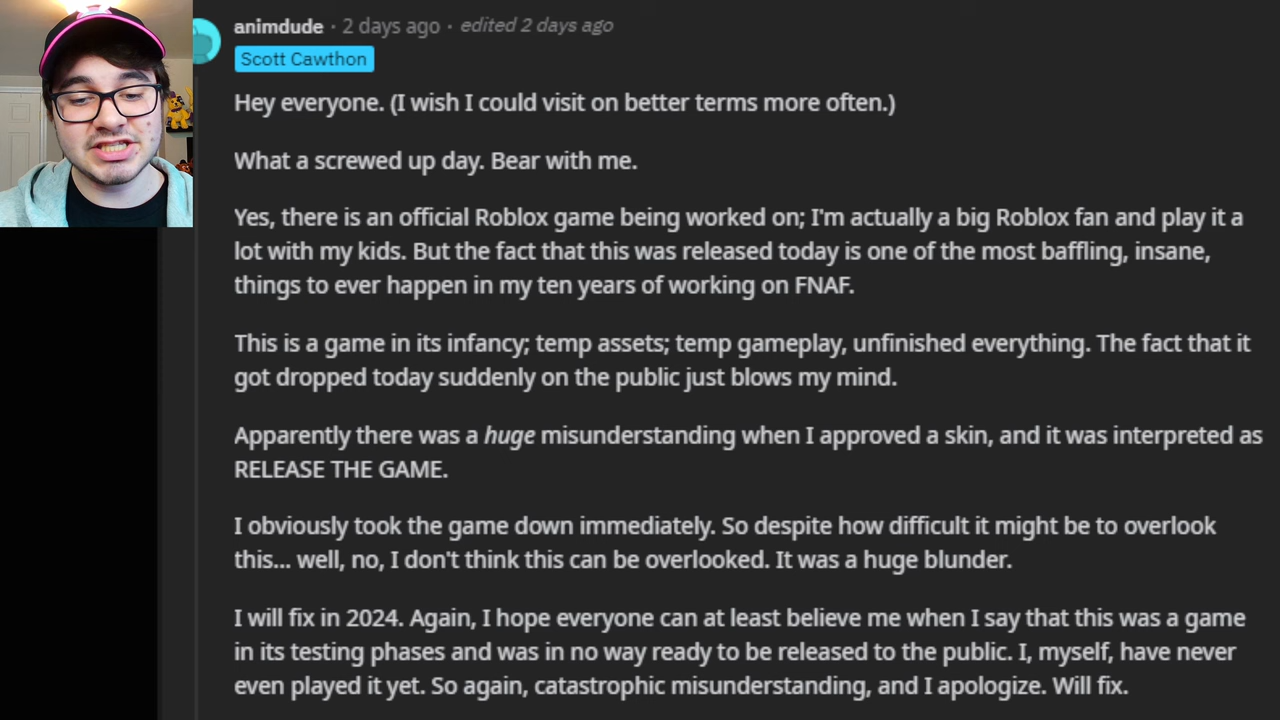 animdude · 2 days ago · edited 2 days ago
Scott Cawthon
Hey everyone. (I wish I could visit on better terms more often.)
What a screwed up day. Bear with me.
Yes, there is an official Roblox game being worked on; I'm actually a big Roblox fan and play it a
lot with my kids. But the fact that this was released today is one of the most baffling, insane,
things to ever happen in my ten years of working on FNAF.
This is a game in its infancy; temp assets; temp gameplay, unfinished everything. The fact that it
got dropped today suddenly on the public just blows my mind.
Apparently there was a huge misunderstanding when I approved a skin, and it was interpreted as
RELEASE THE GAME.
I obviously took the game down immediately. So despite how difficult it might be to overlook
this... well, no, I don't think this can be overlooked. It was a huge blunder.
I will fix in 2024. Again, I hope everyone can at least believe me when I say that this was a game
in its testing phases and was in no way ready to be released to the public. I, myself, have never
even played it yet. So again, catastrophic misunderstanding, and I apologize. Will fix.